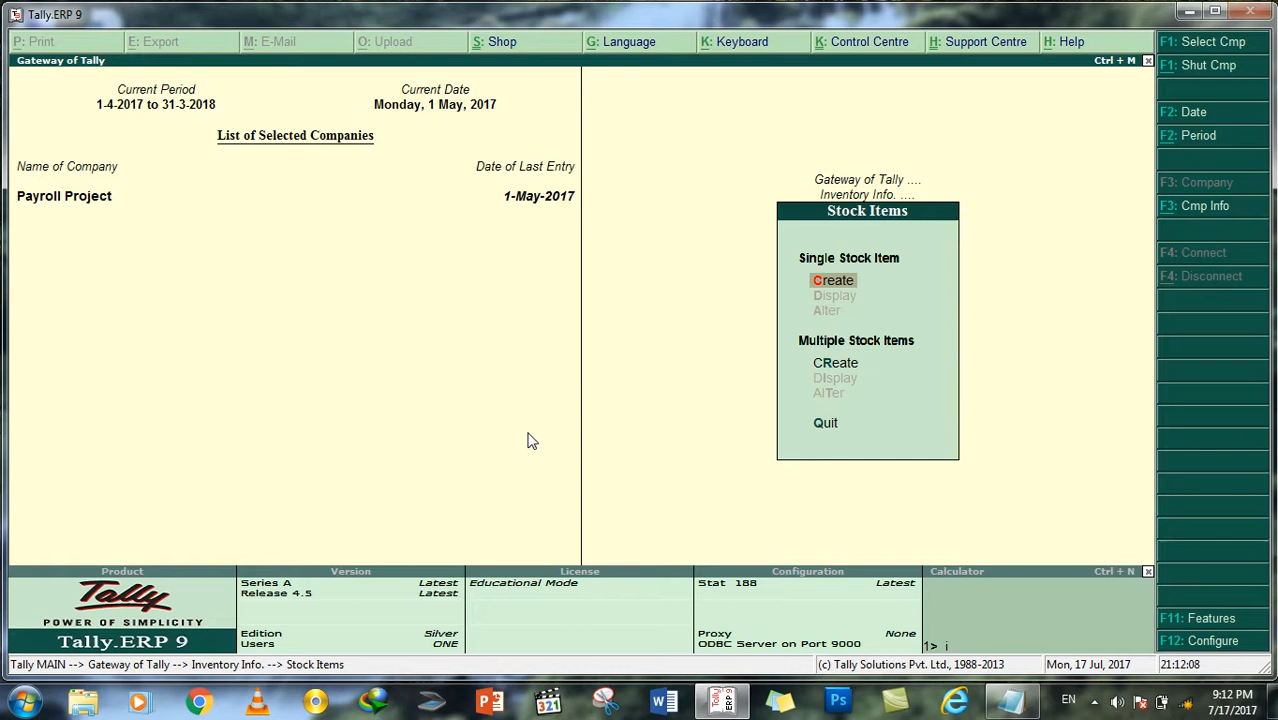 Tally.ERP 9
P: Print
E: Export
M: E-Mail
O: Upload
S: Shop
G: Language
K: Keyboard
K: Control Centre
H: Support Centre
H: Help
Gateway of Tally
Ctrl + M
Current Period
Current Date
1-4-2017 to 31-3-2018
Monday, 1 May, 2017
List of Selected Companies
Name of Company
Date of Last Entry
Payroll Project
1-May-2017
Gateway of Tally ....
Inventory Info. ....
Stock Items
Single Stock Item
Create
Display
Alter
Multiple Stock Items
CReate
DIsplay
AlTer
Quit
F1: Select Cmp
F1: Shut Cmp
F2: Date
F2: Period
F3: Company
F3: Cmp Info
F4: Connect
F4: Disconnect
F11: Features
F12: Configure
Product
Tally
POWER OF SIMPLICITY
Tally.ERP 9
Version
Series A Latest
Release 4.5 Latest
Edition Silver
Users ONE
License
Educational Mode
Configuration
Stat 188 Latest
Proxy None
ODBC Server on Port 9000
Calculator
Ctrl + N
1> i
Tally MAIN --> Gateway of Tally --> Inventory Info. --> Stock Items
(c) Tally Solutions Pvt. Ltd., 1988-2013
Mon, 17 Jul, 2017
21:12:08
321
ERP 9
Ps
EN
9:12 PM
7/17/2017